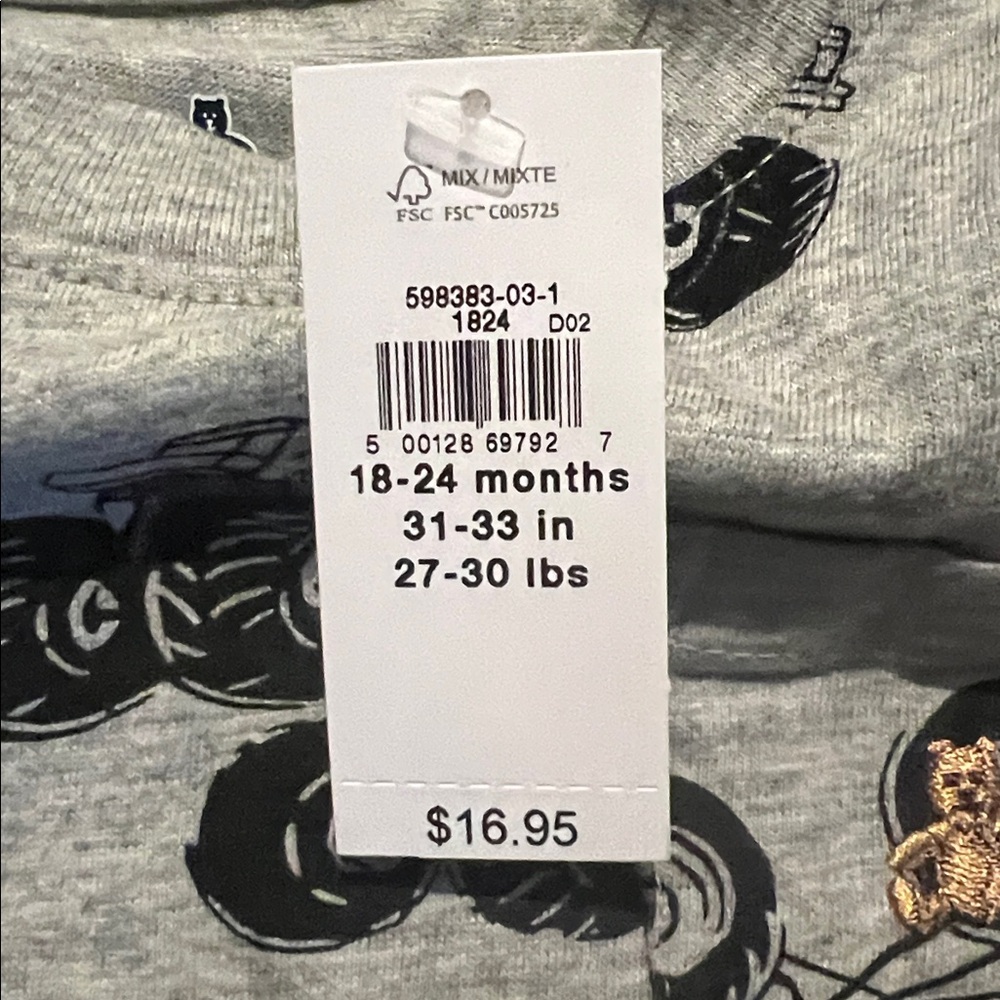 MIX / MIXTE
FSC FSC™ C005725
598383-03-1
1824 D02
5 00128 69792 7
18-24 months
31-33 in
27-30 lbs
$16.95